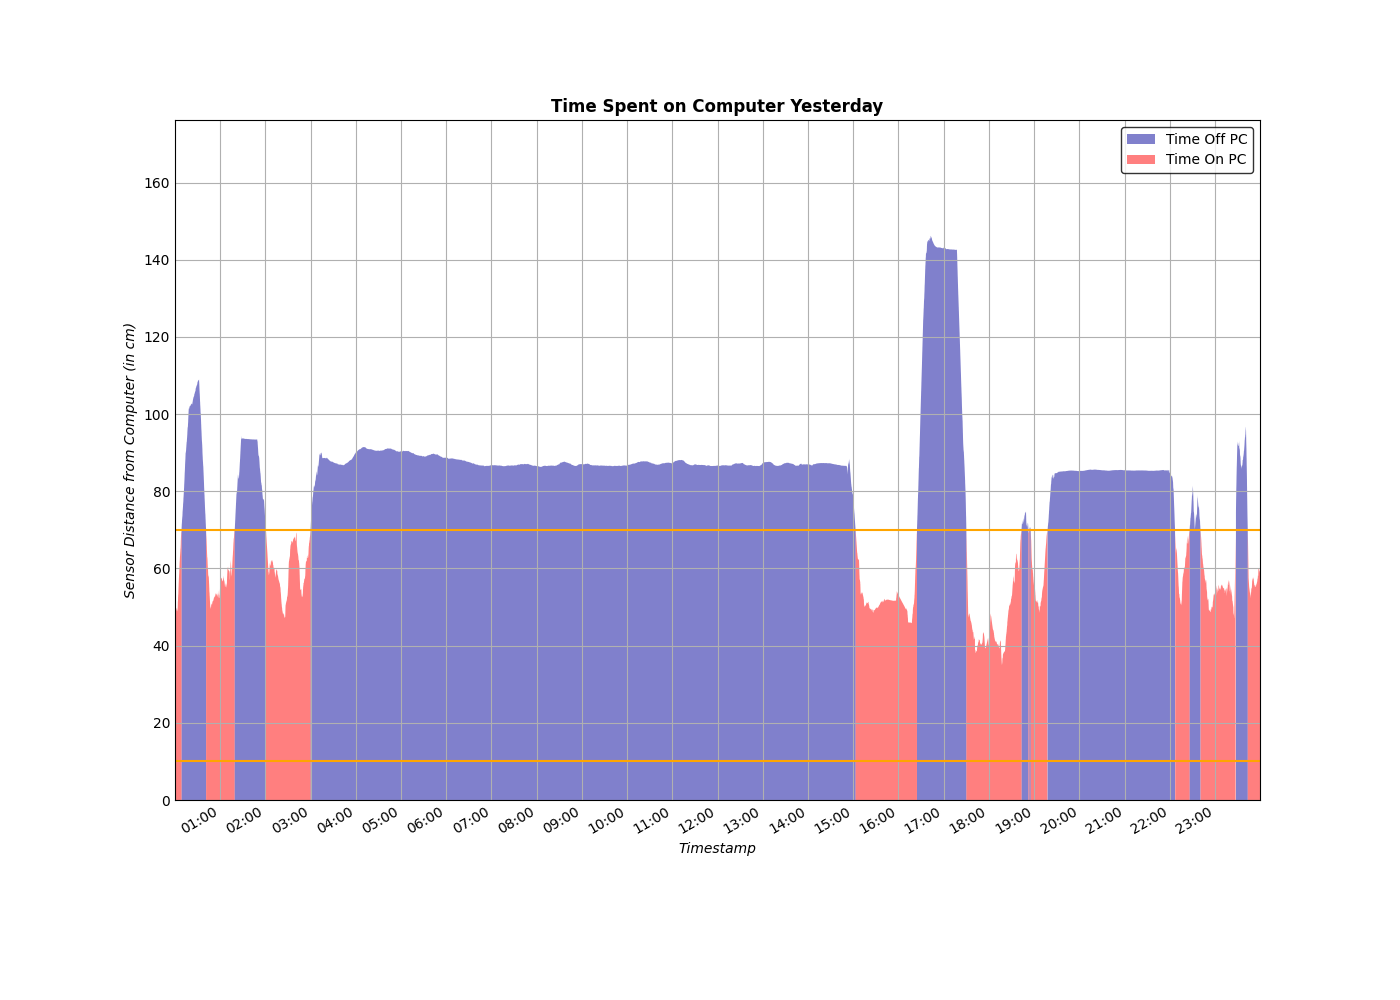 Time Spent on Computer Yesterday
Time Off PC
Time On PC
Sensor Distance from Computer (in cm)
160
140
120
100
80
60
40
20
0
01:00 02:00 03:00 04:00 05:00 06:00 07:00 08:00 09:00 10:00 11:00 12:00 13:00 14:00 15:00 16:00 17:00 18:00 19:00 20:00 21:00 22:00 23:00
Timestamp